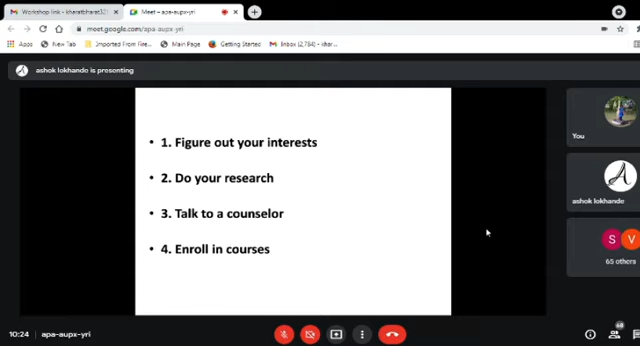 Workshop link - kharatbharat32
Meet – apa-aupx-yri
meet.google.com/apa-aupx-yri
Apps
New Tab
Imported From Fire...
Main Page
Getting Started
Inbox (2,784) - khar...
ashok lokhande is presenting
• 1. Figure out your interests
• 2. Do your research
• 3. Talk to a counselor
• 4. Enroll in courses
You
A
ashok lokhande
S V
65 others
10:24 | apa-aupx-yri
68